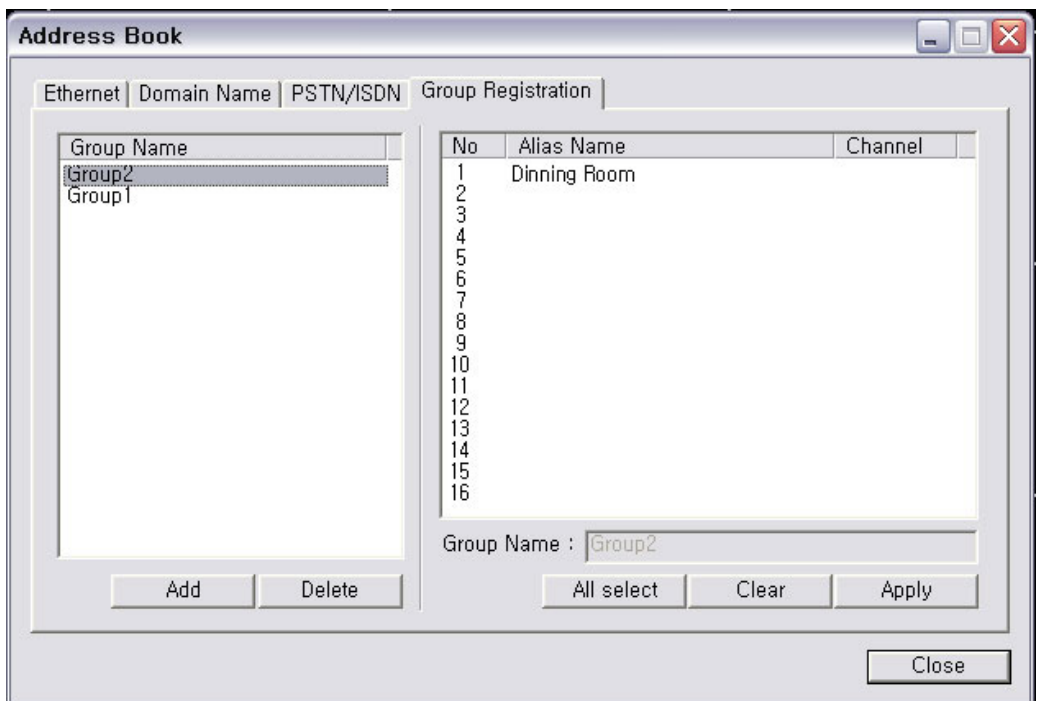 Address Book
Ethernet Domain Name PSTN/ISDN Group Registration
Group Name
Group2
Group1
No Alias Name Channel
1 Dinning Room
2
3
4
5
6
7
8
9
10
11
12
13
14
15
16
Group Name : Group2
Add Delete
All select Clear Apply
Close